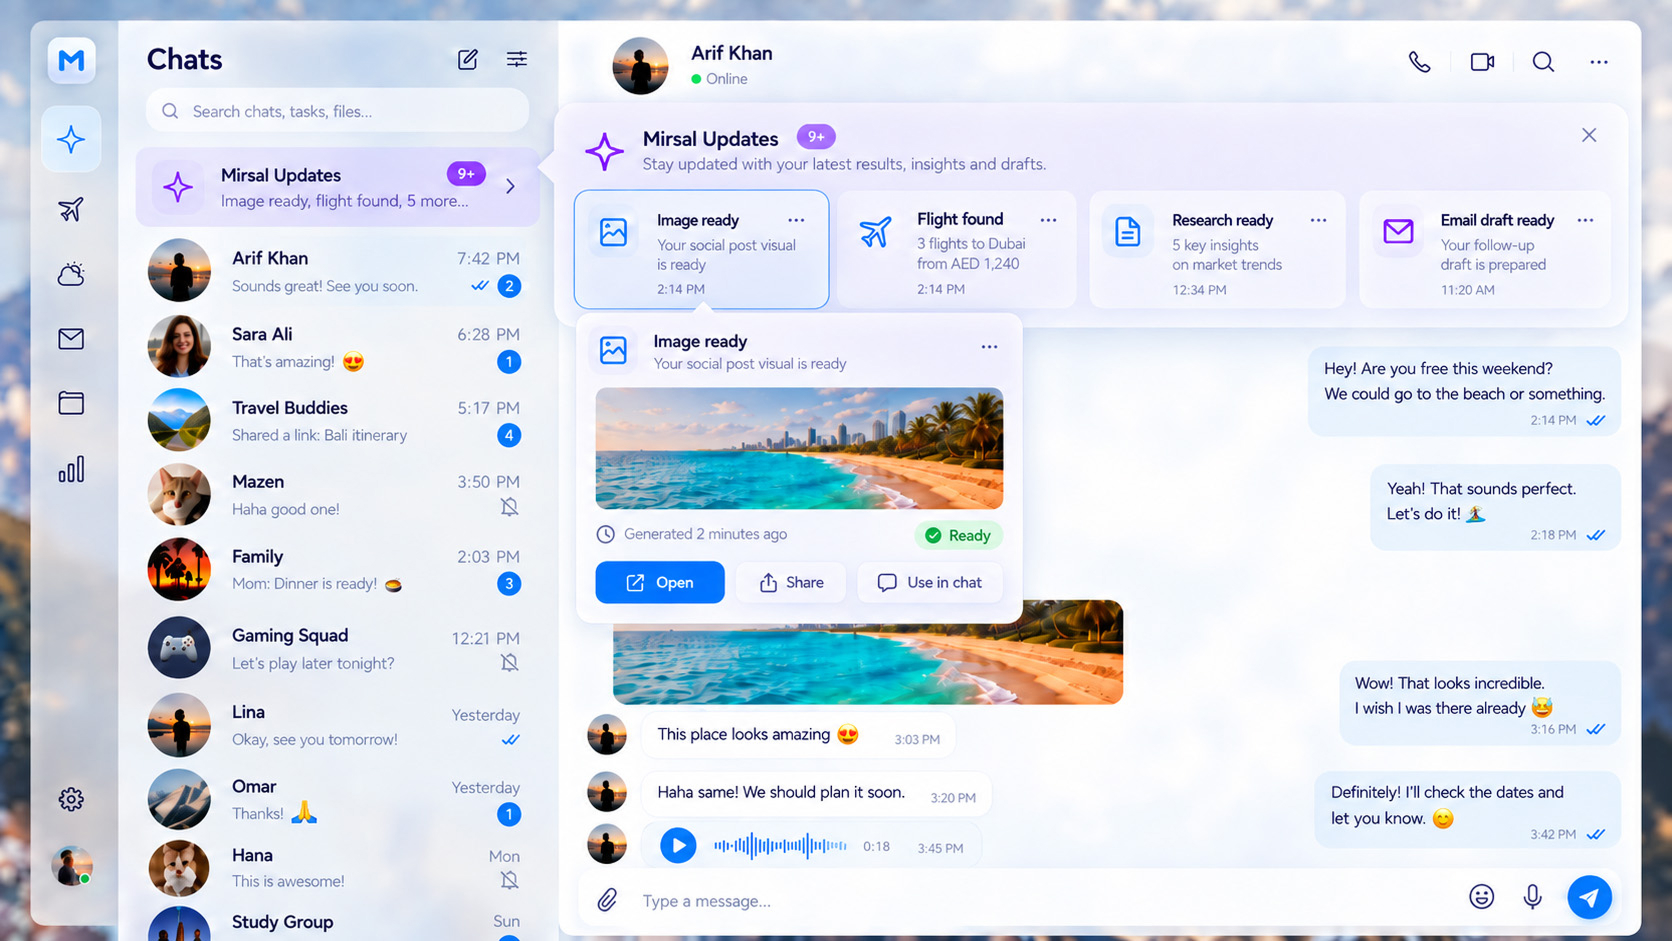 M
Chats
Search chats, tasks, files...
Mirsal Updates
9+
Image ready, flight found, 5 more...
Arif Khan
7:42 PM
Sounds great! See you soon.
2
Sara Ali
6:28 PM
That's amazing! 😍
1
Travel Buddies
5:17 PM
Shared a link: Bali itinerary
4
Mazen
3:50 PM
Haha good one!
Family
2:03 PM
Mom: Dinner is ready! 🍲
3
Gaming Squad
12:21 PM
Let's play later tonight?
Lina
Yesterday
Okay, see you tomorrow!
Omar
Yesterday
Thanks! 🙏
1
Hana
Mon
This is awesome!
Study Group
Sun
Arif Khan
Online
Mirsal Updates
9+
Stay updated with your latest results, insights and drafts.
Image ready
Your social post visual
is ready
2:14 PM
Flight found
3 flights to Dubai
from AED 1,240
2:14 PM
Research ready
5 key insights
on market trends
12:34 PM
Email draft ready
Your follow-up
draft is prepared
11:20 AM
Image ready
Your social post visual is ready
Generated 2 minutes ago
Ready
Open
Share
Use in chat
Hey! Are you free this weekend?
We could go to the beach or something.
2:14 PM
Yeah! That sounds perfect.
Let's do it! 🏖️
2:18 PM
Wow! That looks incredible.
I wish I was there already 😅
3:16 PM
This place looks amazing 😍
3:03 PM
Haha same! We should plan it soon.
3:20 PM
Definitely! I'll check the dates and
let you know. 😊
3:42 PM
0:18
3:45 PM
Type a message...